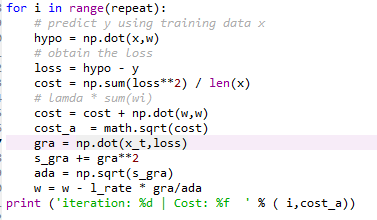 for i in range(repeat):
# predict y using training data x
hypo = np.dot(x,w)
# obtain the loss
loss = hypo - y
cost = np.sum(loss**2) / len(x)
# lamda * sum(wi)
cost = cost + np.dot(w,w)
cost_a  = math.sqrt(cost)
gra = np.dot(x_t,loss)
s_gra += gra**2
ada = np.sqrt(s_gra)
w = w - l_rate * gra/ada
print ('iteration: %d | Cost: %f  ' % ( i,cost_a))